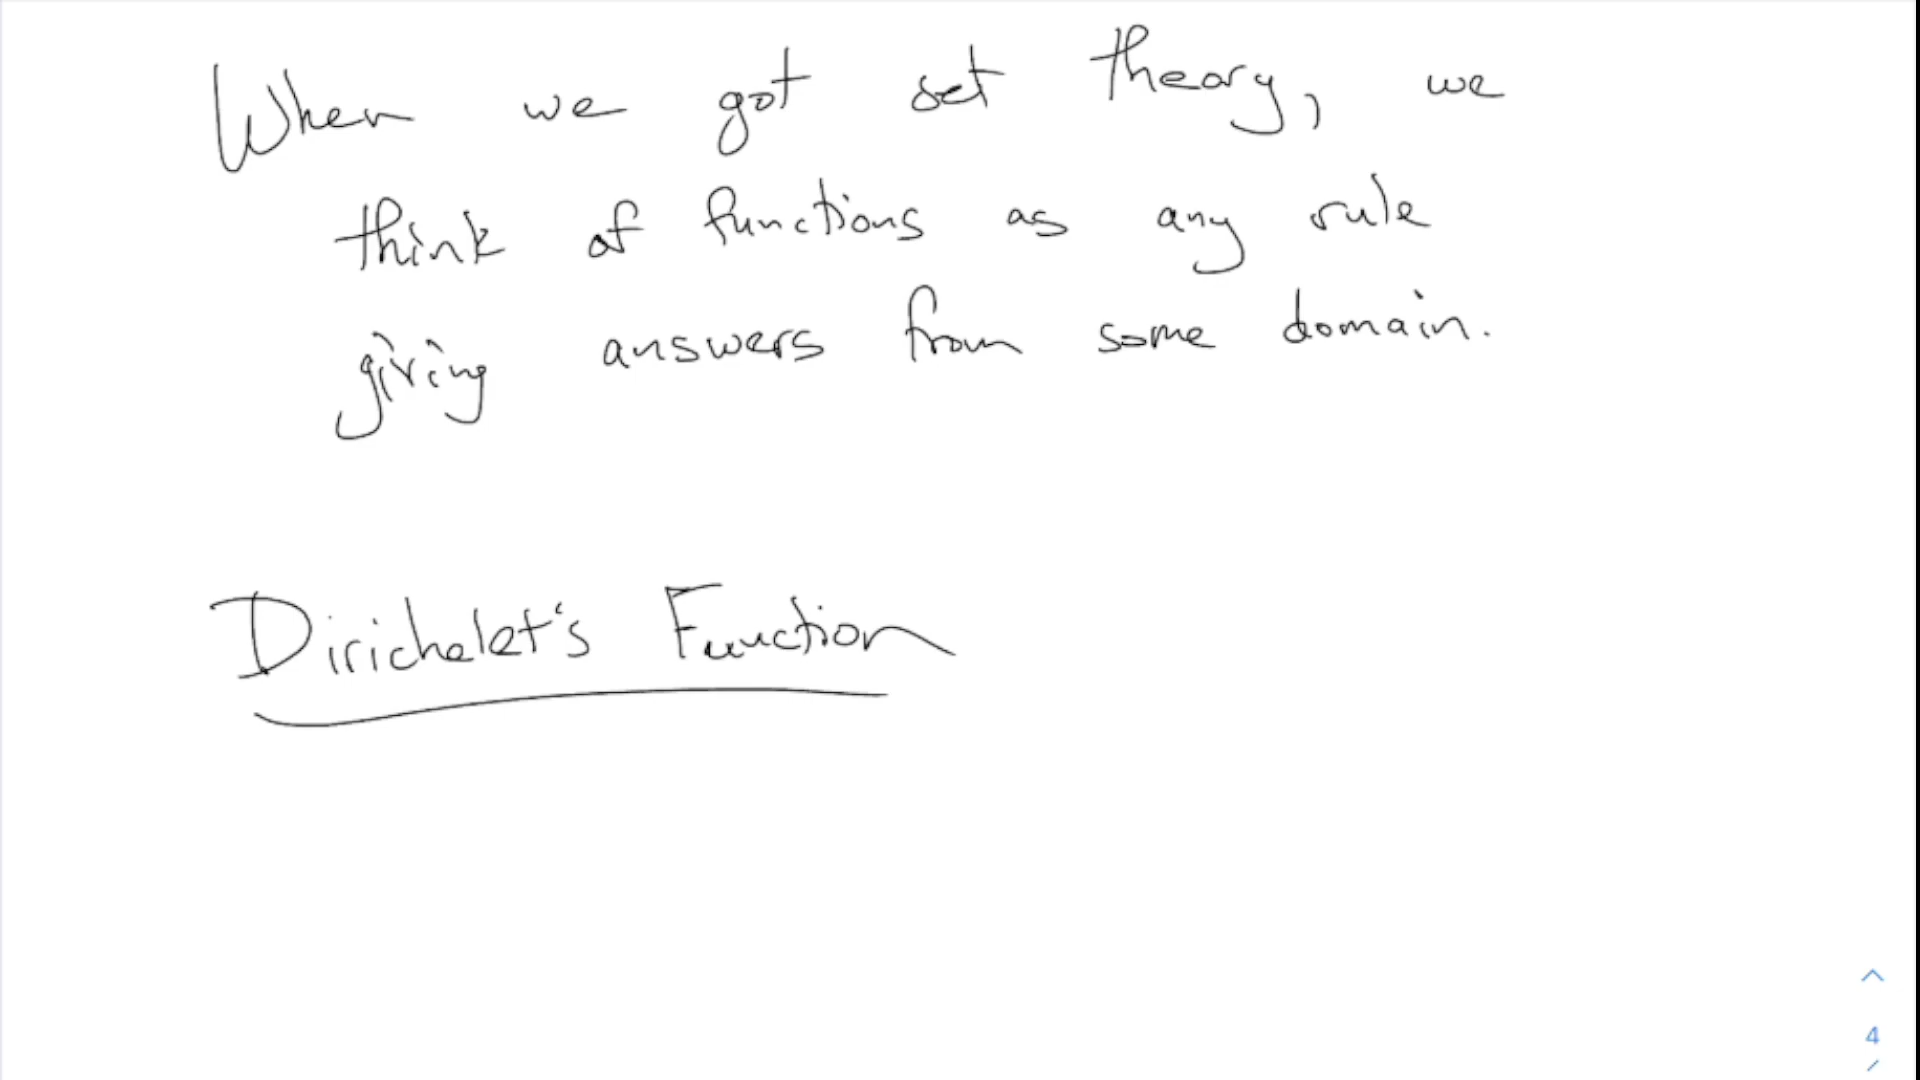 When we got set theory, we
think of functions as any rule
giving answers from some domain.
Dirichelet's Function
4